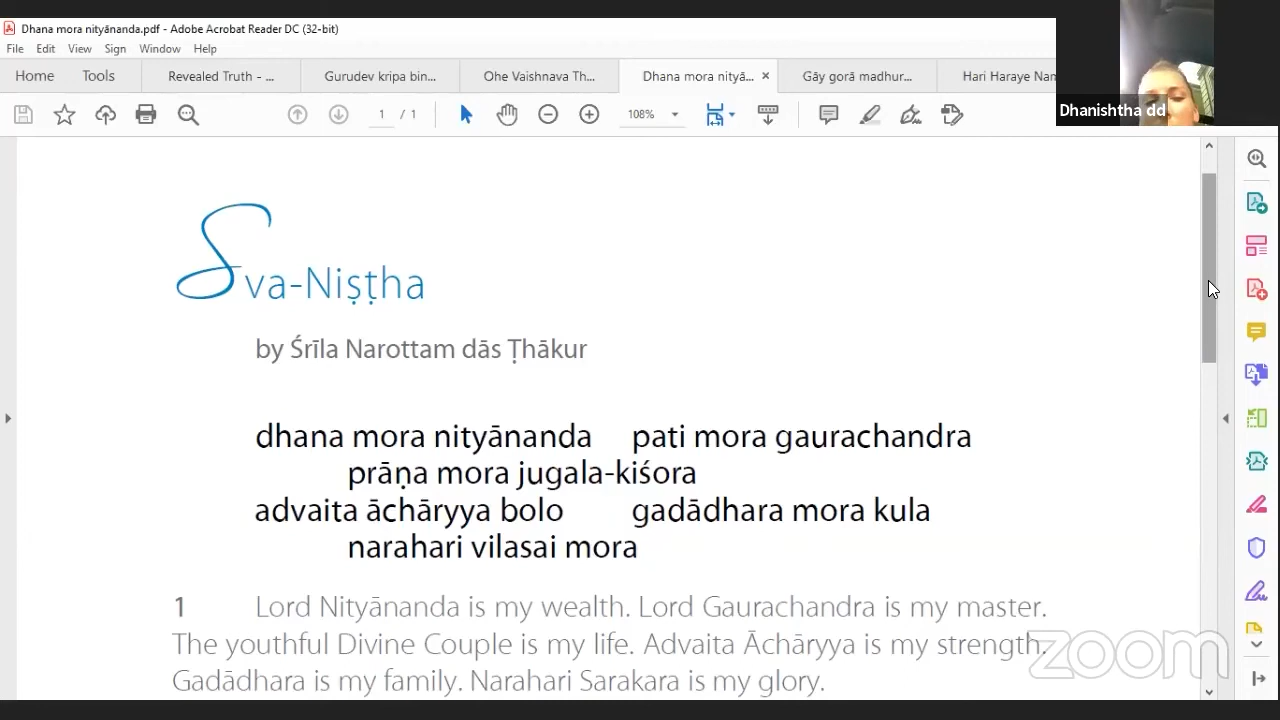 Dhana mora nityānanda.pdf - Adobe Acrobat Reader DC (32-bit)
File Edit View Sign Window Help
Home Tools Revealed Truth - ... Gurudev kripa bin... Ohe Vaishnava Th... Dhana mora nityā... × Gāy gorā madhur... Hari Haraye Nam
1 / 1 108%
Dhanishtha dd
Sva-Niṣṭha
by Śrīla Narottam dās Ṭhākur
dhana mora nityānanda pati mora gaurachandra
prāṇa mora jugala-kiśora
advaita āchāryya bolo gadādhara mora kula
narahari vilasai mora
1 Lord Nityānanda is my wealth. Lord Gaurachandra is my master.
The youthful Divine Couple is my life. Advaita Āchāryya is my strength.
Gadādhara is my family. Narahari Sarakara is my glory.
zoom